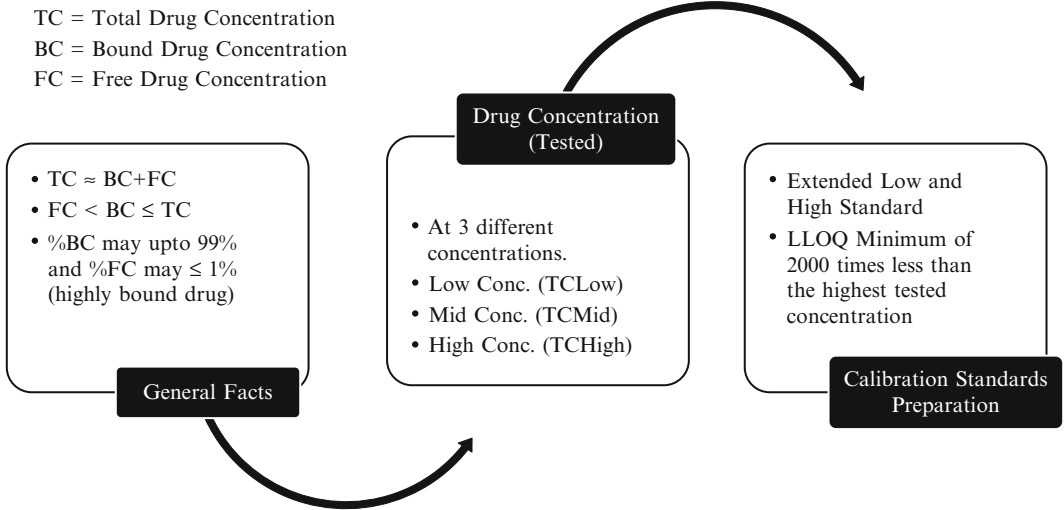 TC = Total Drug Concentration
BC = Bound Drug Concentration
FC = Free Drug Concentration
• TC ≈ BC+FC
• FC < BC ≤ TC
• %BC may upto 99%
and %FC may ≤ 1%
(highly bound drug)
General Facts
Drug Concentration
(Tested)
• At 3 different
concentrations.
• Low Conc. (TCLow)
• Mid Conc. (TCMid)
• High Conc. (TCHigh)
• Extended Low and
High Standard
• LLOQ Minimum of
2000 times less than
the highest tested
concentration
Calibration Standards
Preparation